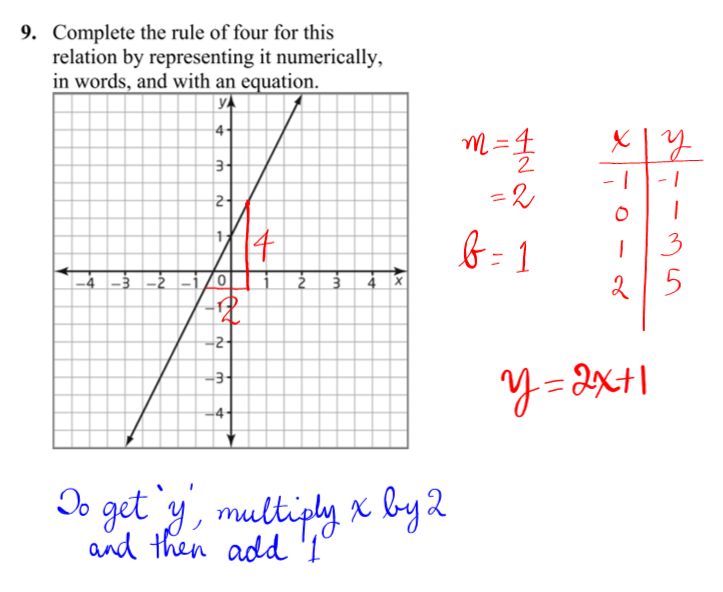 9. Complete the rule of four for this
relation by representing it numerically,
in words, and with an equation.
y
4
3
2
1
-4 -3 -2 -1 0 1 2 3 4 x
-1
-2
-3
-4
4
2
m = 4/2
= 2
b = 1
x | y
-1 | -1
0 | 1
1 | 3
2 | 5
y = 2x+1
To get 'y', multiply x by 2
and then add '1'